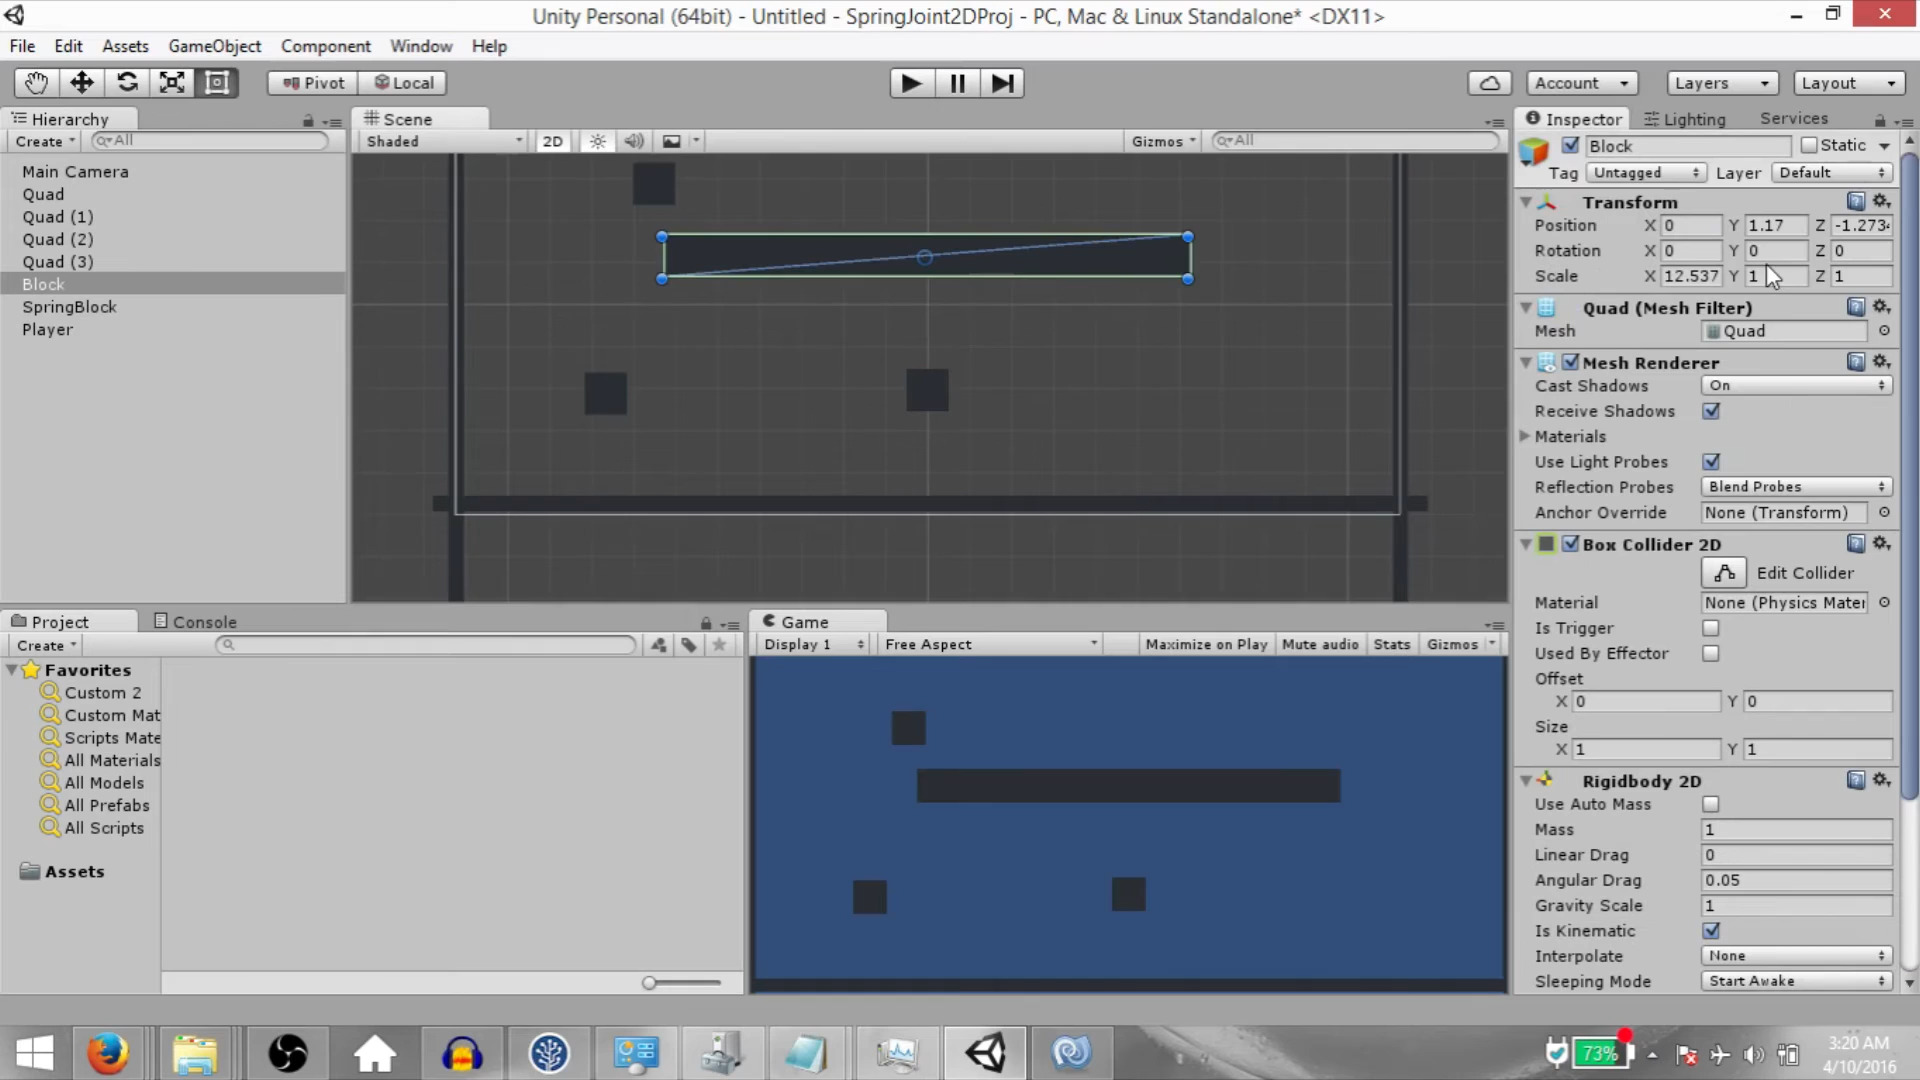 Unity Personal (64bit) - Untitled - SpringJoint2DProj - PC, Mac & Linux Standalone* <DX11>
File Edit Assets GameObject Component Window Help
Pivot Local Account Layers Layout
Hierarchy
Create All
Main Camera
Quad
Quad (1)
Quad (2)
Quad (3)
Block
SpringBlock
Player
Scene
Shaded 2D Gizmos All
Inspector Lighting Services
Block Static
Tag Untagged Layer Default
Transform
Position X 0 Y 1.17 Z -1.273
Rotation X 0 Y 0 Z 0
Scale X 12.537 Y 1 Z 1
Quad (Mesh Filter)
Mesh Quad
Mesh Renderer
Cast Shadows On
Receive Shadows
Materials
Use Light Probes
Reflection Probes Blend Probes
Anchor Override None (Transform)
Box Collider 2D
Edit Collider
Material None (Physics Mater
Is Trigger
Used By Effector
Offset
X 0 Y 0
Size
X 1 Y 1
Rigidbody 2D
Use Auto Mass
Mass 1
Linear Drag 0
Angular Drag 0.05
Gravity Scale 1
Is Kinematic
Interpolate None
Sleeping Mode Start Awake
Project Console
Create
Favorites
Custom 2
Custom Mat
Scripts Mate
All Materials
All Models
All Prefabs
All Scripts
Assets
Game
Display 1 Free Aspect Maximize on Play Mute audio Stats Gizmos
73%
3:20 AM
4/10/2016